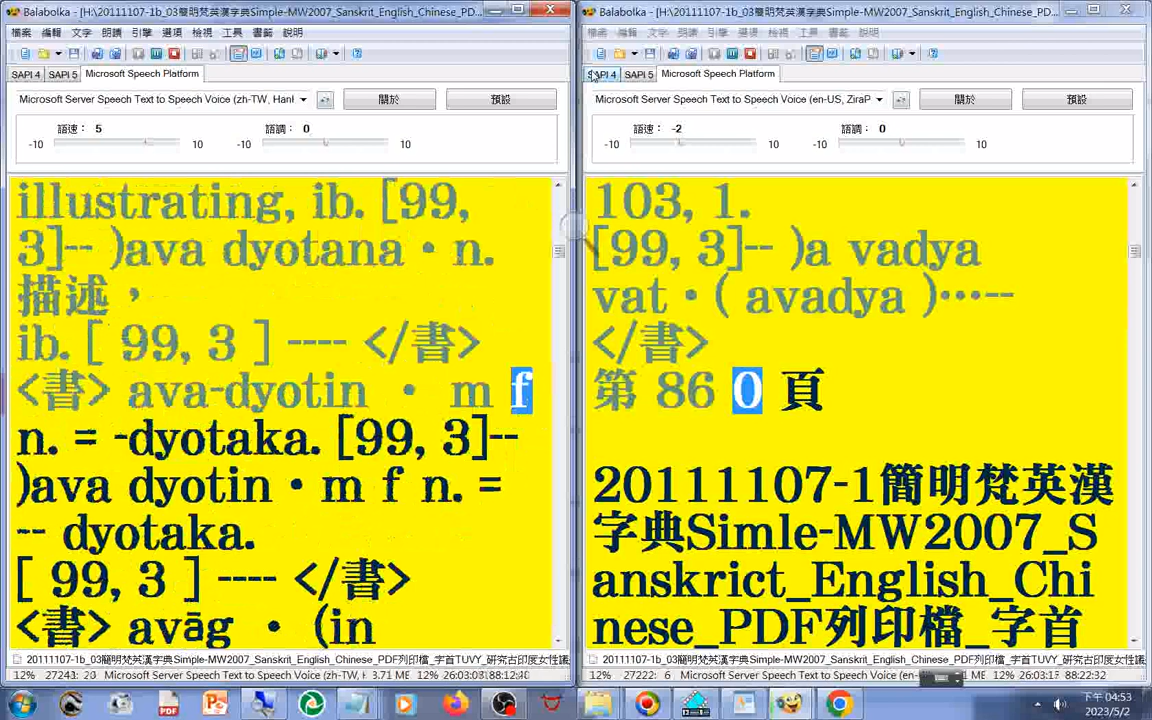 Balabolka - [H:\20111107-1b_03簡明梵英漢字典Simple-MW2007_Sanskrit_English_Chinese_PD...
檔案 編輯 文字 朗讀 引擎 選項 檢視 工具 書籤 說明
SAPI 4 SAPI 5 Microsoft Speech Platform
Microsoft Server Speech Text to Speech Voice (zh-TW, Hanl
關於 預設
語速： 5 語調： 0
-10 10 -10 10
illustrating, ib. [99,
3]-- )ava dyotana‧n.
描述，
ib. [ 99, 3 ] ---- </書>
<書> ava-dyotin ‧ m f
n. = -dyotaka. [99, 3]--
)ava dyotin‧m f n. =
-- dyotaka.
[ 99, 3 ] ---- </書>
<書> avāg ‧ (in
20111107-1b_03簡明梵英漢字典Simple-MW2007_Sanskrit_English_Chinese_PDF列印檔_字首TUVY_研究古印度女性議
12% 3.71 MB 12% Microsoft Server Speech Text to Speech Voice (zh-TW, H
Balabolka - [H:\20111107-1b_03簡明梵英漢字典Simple-MW2007_Sanskrit_English_Chinese_PD...
檔案 編輯 文字 朗讀 引擎 選項 檢視 工具 書籤 說明
SAPI 4 SAPI 5 Microsoft Speech Platform
Microsoft Server Speech Text to Speech Voice (en-US, ZiraP
關於 預設
語速： -2 語調： 0
-10 10 -10 10
103, 1.
[99, 3]-- )a vadya
vat‧( avadya )…--
</書>
第 86 0 頁
20111107-1簡明梵英漢
字典Simle-MW2007_S
anskrict_English_Chi
nese_PDF列印檔_字首
20111107-1b_03簡明梵英漢字典Simple-MW2007_Sanskrit_English_Chinese_PDF列印檔_字首TUVY_研究古印度女性議
12% 27222: 6 Microsoft Server Speech Text to Speech Voice 12% 26:03:1 88:22:32
下午 04:53
2023/5/2